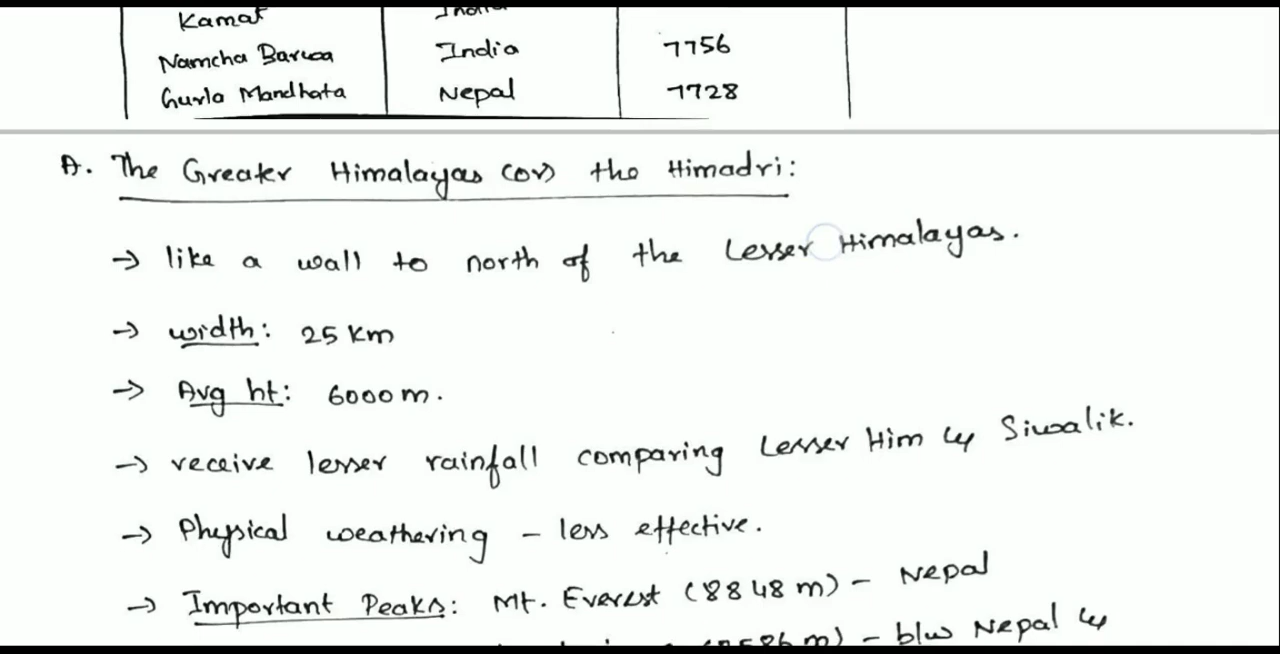 Kamat India
Namcha Barwa India 7756
Gurla Mandhata Nepal 7728
A. The Greater Himalayas (or) the Himadri:
→ like a wall to north of the Lesser Himalayas.
→ width: 25 km
→ Avg ht: 6000 m.
→ receive lesser rainfall comparing Lesser Him & Siwalik.
→ Physical weathering - less effective.
→ Important Peaks: Mt. Everest (8848 m) - Nepal
m) - b/w Nepal &